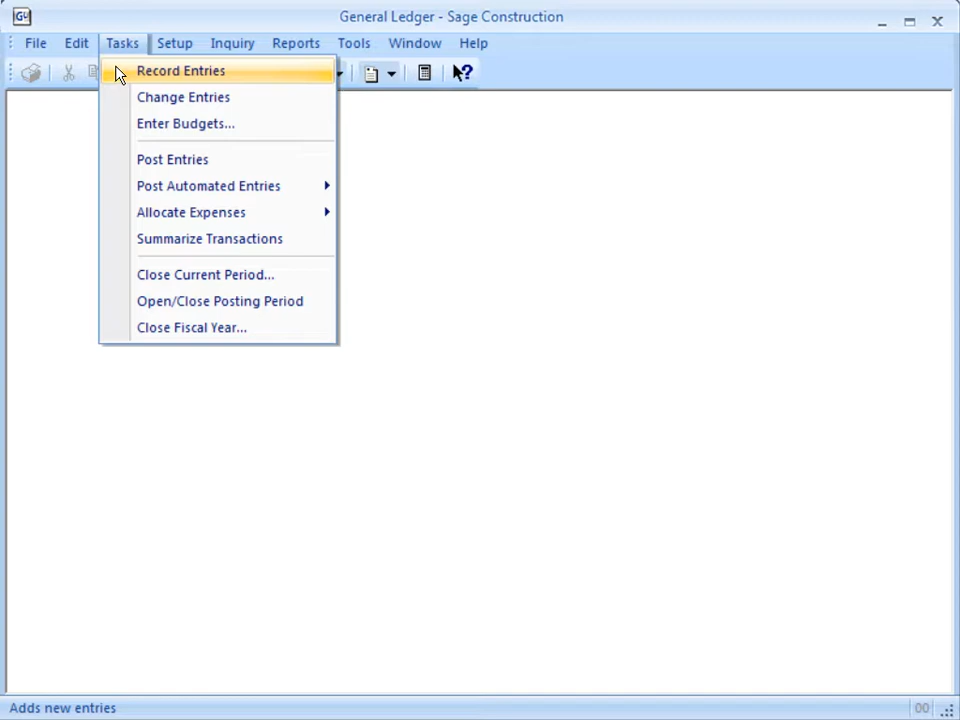 General Ledger - Sage Construction
File Edit Tasks Setup Inquiry Reports Tools Window Help
Record Entries
Change Entries
Enter Budgets...
Post Entries
Post Automated Entries
Allocate Expenses
Summarize Transactions
Close Current Period...
Open/Close Posting Period
Close Fiscal Year...
Adds new entries
00